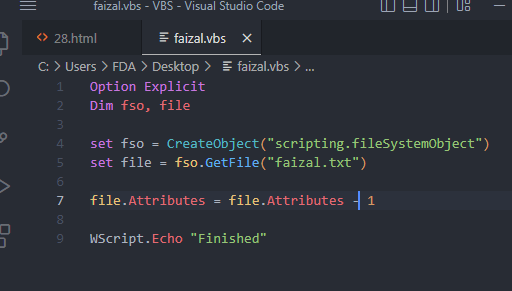 faizal.vbs - VBS - Visual Studio Code
28.html
faizal.vbs
C: > Users > FDA > Desktop > faizal.vbs > ...
1 Option Explicit
2 Dim fso, file
3
4 set fso = CreateObject("scripting.fileSystemObject")
5 set file = fso.GetFile("faizal.txt")
6
7 file.Attributes = file.Attributes - 1
8
9 WScript.Echo "Finished"